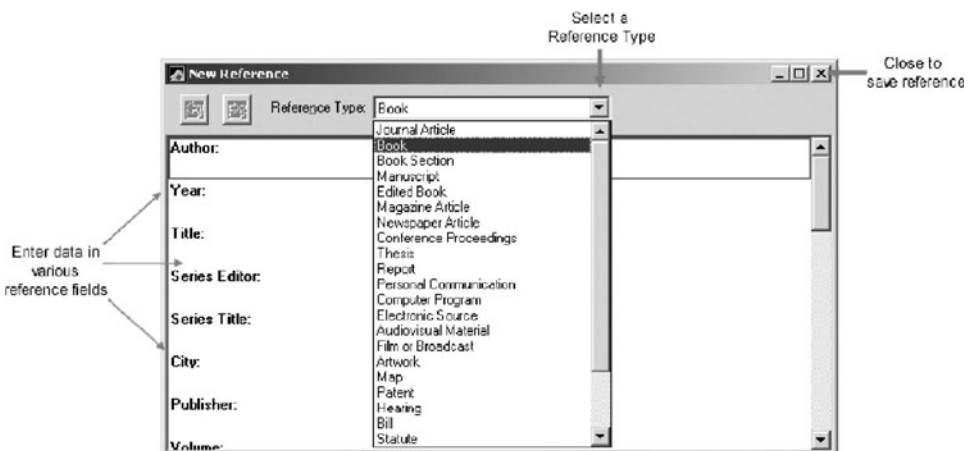 Select a
Reference Type
Close to
save reference
New Reference
Reference Type: Book
Journal Article
Book
Book Section
Manuscript
Edited Book
Magazine Article
Newspaper Article
Conference Proceedings
Thesis
Report
Personal Communication
Computer Program
Electronic Source
Audiovisual Material
Film or Broadcast
Artwork
Map
Patent
Hearing
Bill
Statute
Author:
Year:
Title:
Series Editor:
Series Title:
City:
Publisher:
Volume:
Enter data in
various
reference fields